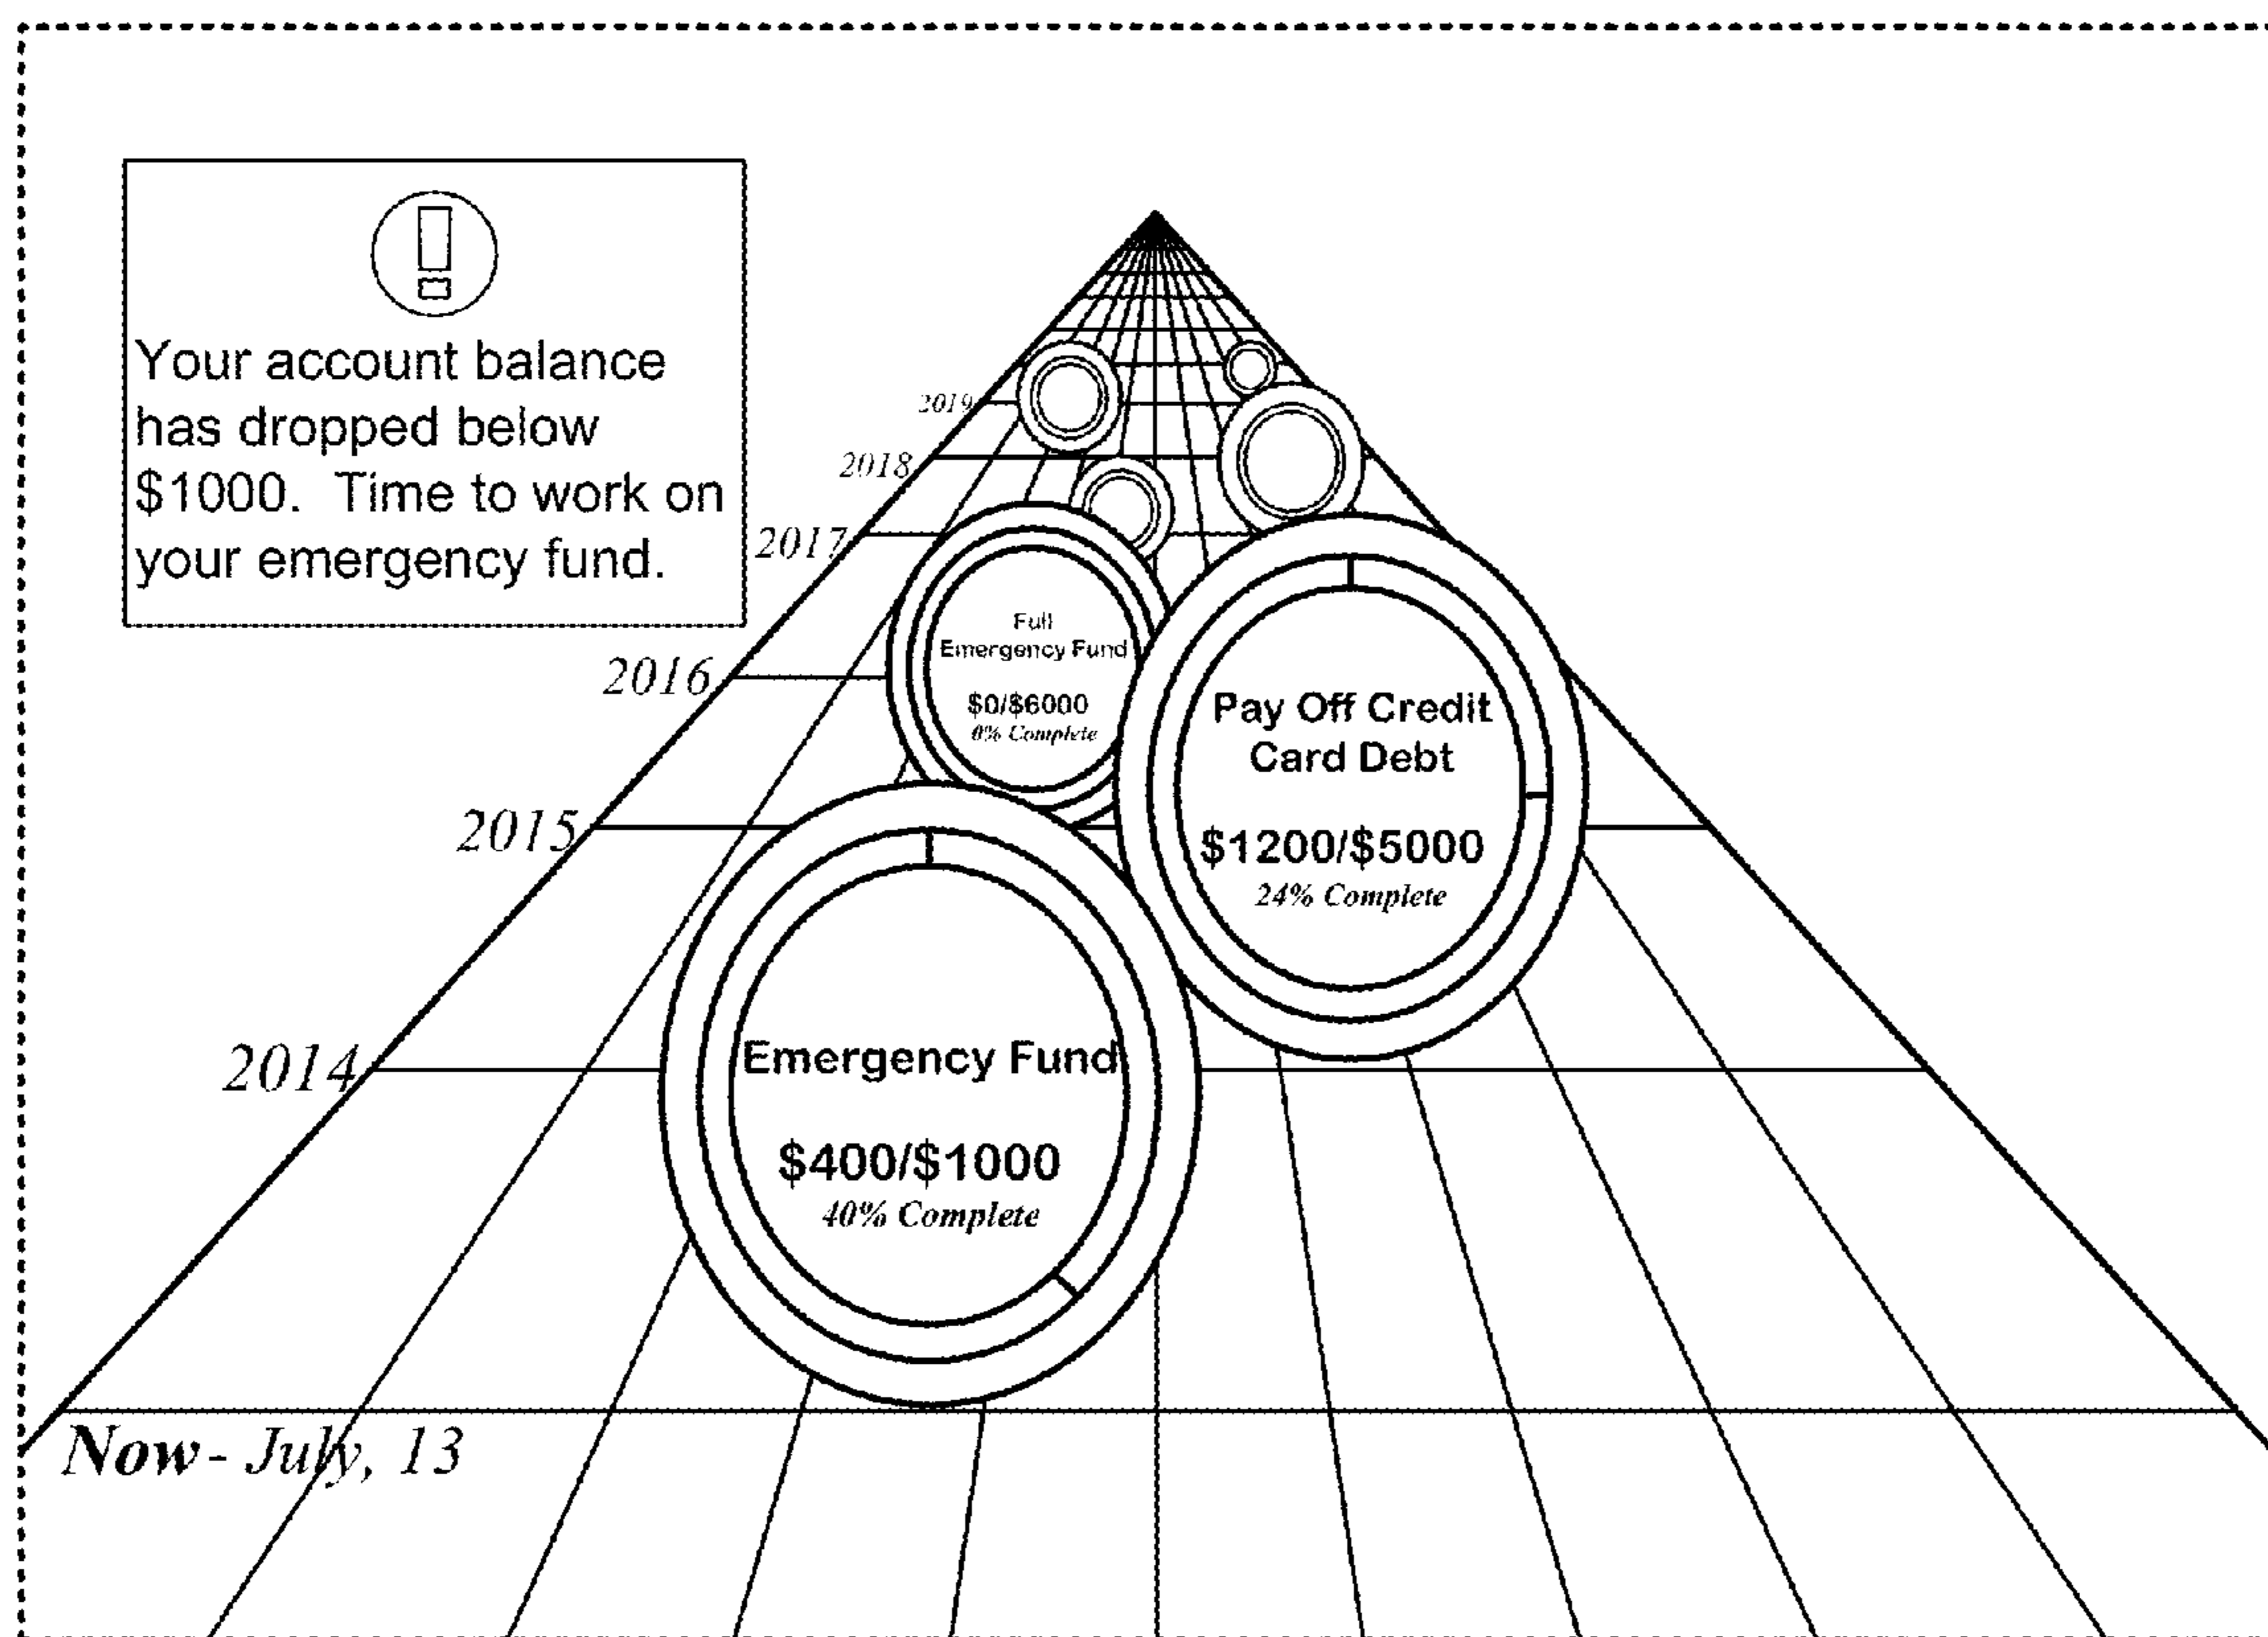 Your account balance
has dropped below
$1000. Time to work on
your emergency fund.
2019
2018
2017
2016
2015
2014
Now - July, 13
Full
Emergency Fund
$0/$6000
0% Complete
Pay Off Credit
Card Debt
$1200/$5000
24% Complete
Emergency Fund
$400/$1000
40% Complete